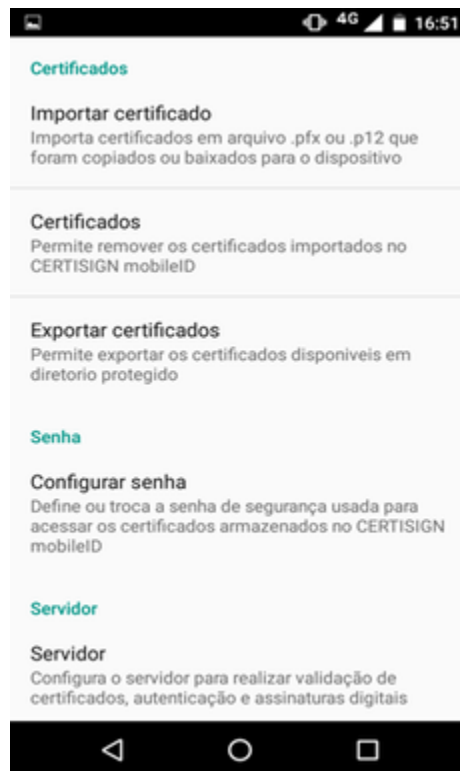 4G 16:51
Certificados
Importar certificado
Importa certificados em arquivo .pfx ou .p12 que
foram copiados ou baixados para o dispositivo
Certificados
Permite remover os certificados importados no
CERTISIGN mobileID
Exportar certificados
Permite exportar os certificados disponiveis em
diretorio protegido
Senha
Configurar senha
Define ou troca a senha de segurança usada para
acessar os certificados armazenados no CERTISIGN
mobileID
Servidor
Servidor
Configura o servidor para realizar validação de
certificados, autenticação e assinaturas digitais